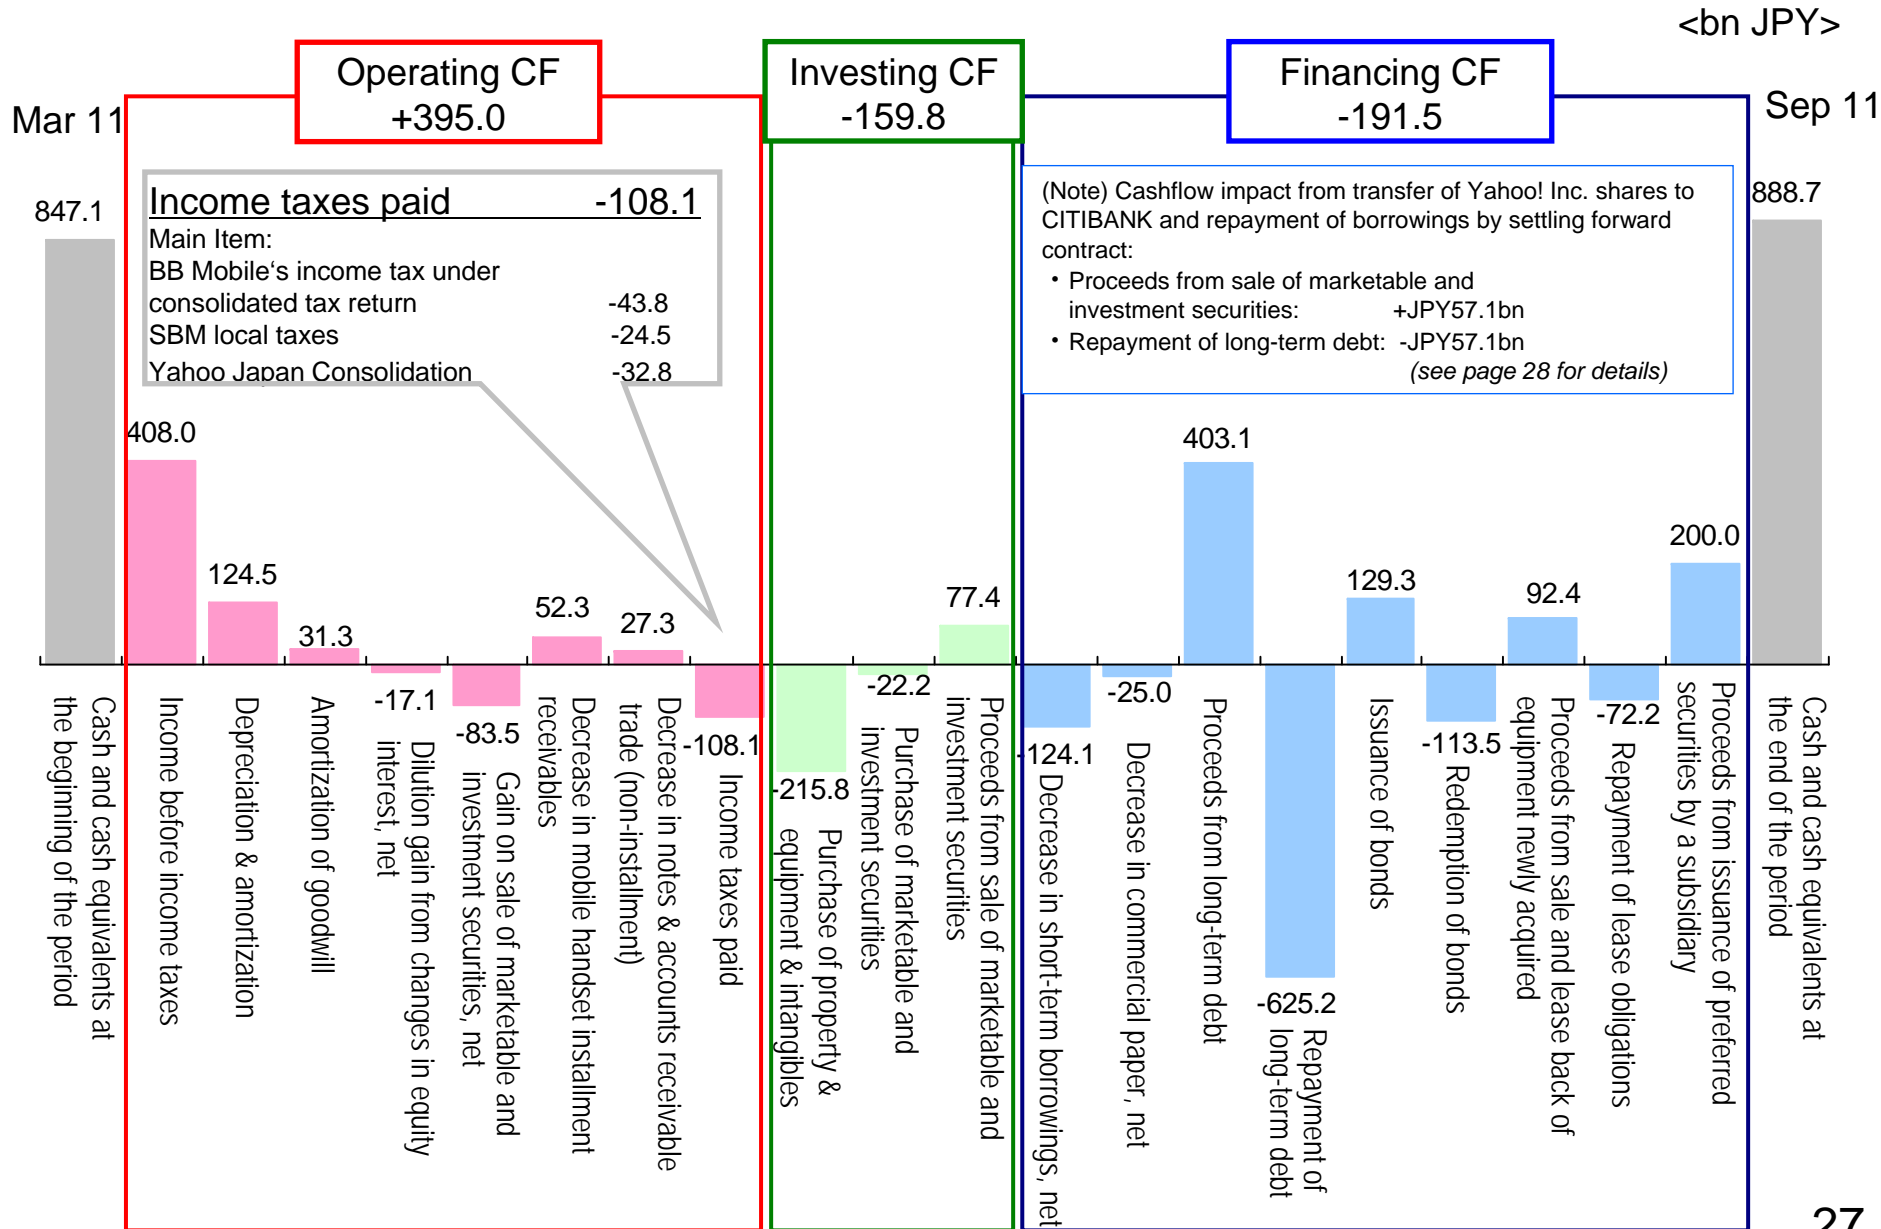 <bn JPY>
Operating CF
+395.0
Investing CF
-159.8
Financing CF
-191.5
Mar 11
Sep 11
Income taxes paid -108.1
Main Item:
BB Mobile‘s income tax under
consolidated tax return -43.8
SBM local taxes -24.5
Yahoo Japan Consolidation -32.8
(Note) Cashflow impact from transfer of Yahoo! Inc. shares to
CITIBANK and repayment of borrowings by settling forward
contract:
・Proceeds from sale of marketable and
investment securities: +JPY57.1bn
・Repayment of long-term debt: -JPY57.1bn
(see page 28 for details)
847.1
Cash and cash equivalents at
the beginning of the period
408.0
Income before income taxes
124.5
Depreciation & amortization
31.3
Amortization of goodwill
-17.1
Dilution gain from changes in equity
interest, net
-83.5
Gain on sale of marketable and
investment securities, net
52.3
Decrease in mobile handset installment
receivables
27.3
Decrease in notes & accounts receivable
trade (non-installment)
-108.1
Income taxes paid
-215.8
Purchase of property &
equipment & intangibles
-22.2
Purchase of marketable and
investment securities
77.4
Proceeds from sale of marketable and
investment securities
-124.1
Decrease in short-term borrowings, net
-25.0
Decrease in commercial paper, net
403.1
Proceeds from long-term debt
-625.2
Repayment of
long-term debt
129.3
Issuance of bonds
-113.5
Redemption of bonds
92.4
Proceeds from sale and lease back of
equipment newly acquired
-72.2
Repayment of lease obligations
200.0
Proceeds from issuance of preferred
securities by a subsidiary
888.7
Cash and cash equivalents at
the end of the period
27